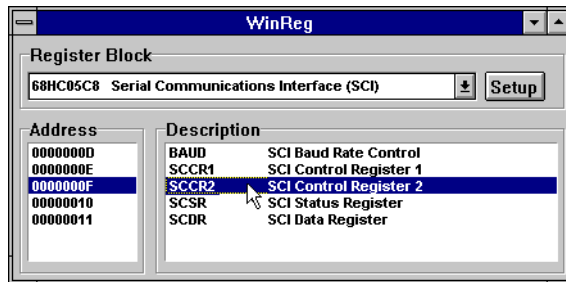 WinReg
Register Block
68HC05C8 Serial Communications Interface (SCI)
Setup
Address Description
0000000D BAUD SCI Baud Rate Control
0000000E SCCR1 SCI Control Register 1
0000000F SCCR2 SCI Control Register 2
00000010 SCSR SCI Status Register
00000011 SCDR SCI Data Register